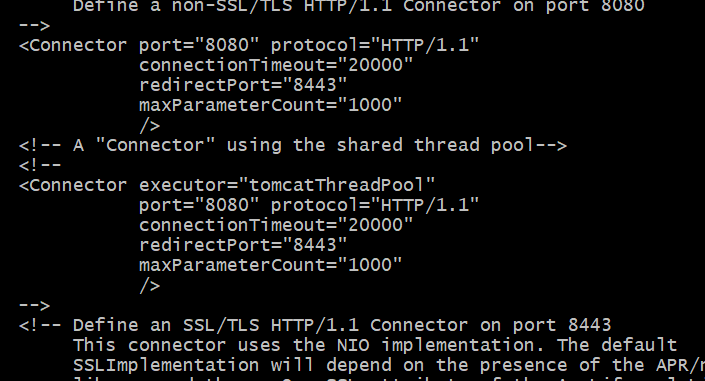 Define a non-SSL/TLS HTTP/1.1 Connector on port 8080
-->
<Connector port="8080" protocol="HTTP/1.1"
connectionTimeout="20000"
redirectPort="8443"
maxParameterCount="1000"
/>
<!-- A "Connector" using the shared thread pool-->
<!--
<Connector executor="tomcatThreadPool"
port="8080" protocol="HTTP/1.1"
connectionTimeout="20000"
redirectPort="8443"
maxParameterCount="1000"
/>
-->
<!-- Define an SSL/TLS HTTP/1.1 Connector on port 8443
This connector uses the NIO implementation. The default
SSLImplementation will depend on the presence of the APR/